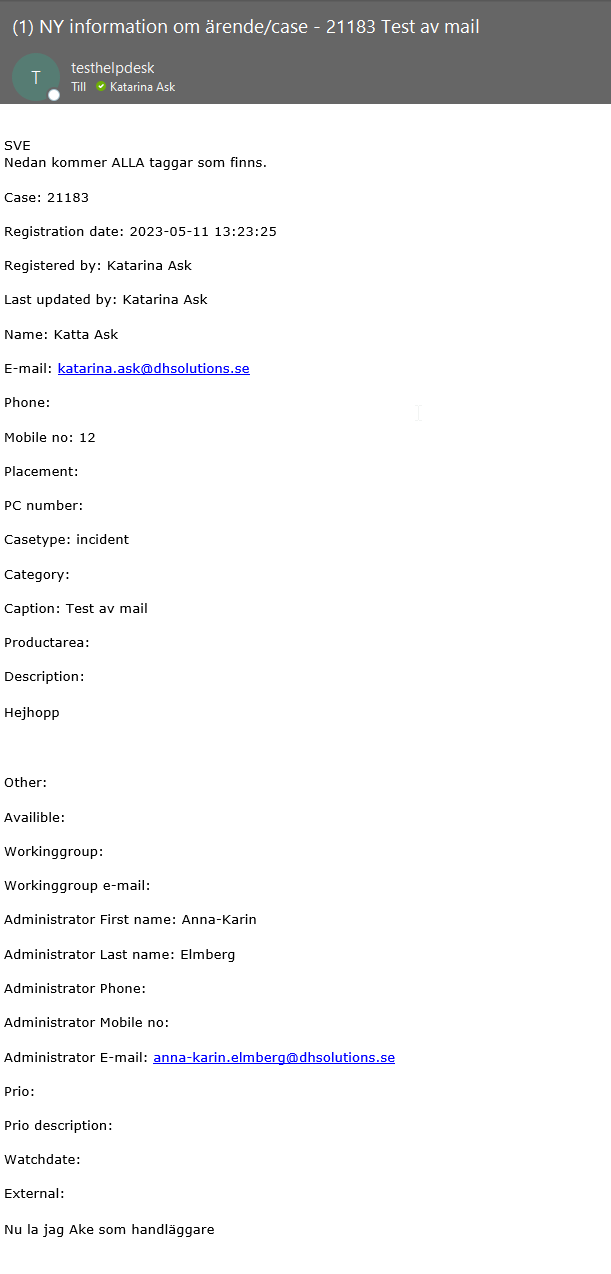 (1) NY information om ärende/case - 21183 Test av mail
T
testhelpdesk
Till Katarina Ask
SVE
Nedan kommer ALLA taggar som finns.
Case: 21183
Registration date: 2023-05-11 13:23:25
Registered by: Katarina Ask
Last updated by: Katarina Ask
Name: Katta Ask
E-mail: katarina.ask@dhsolutions.se
Phone:
Mobile no: 12
Placement:
PC number:
Casetype: incident
Category:
Caption: Test av mail
Productarea:
Description:
Hejhopp
Other:
Availible:
Workinggroup:
Workinggroup e-mail:
Administrator First name: Anna-Karin
Administrator Last name: Elmberg
Administrator Phone:
Administrator Mobile no:
Administrator E-mail: anna-karin.elmberg@dhsolutions.se
Prio:
Prio description:
Watchdate:
External:
Nu la jag Ake som handläggare